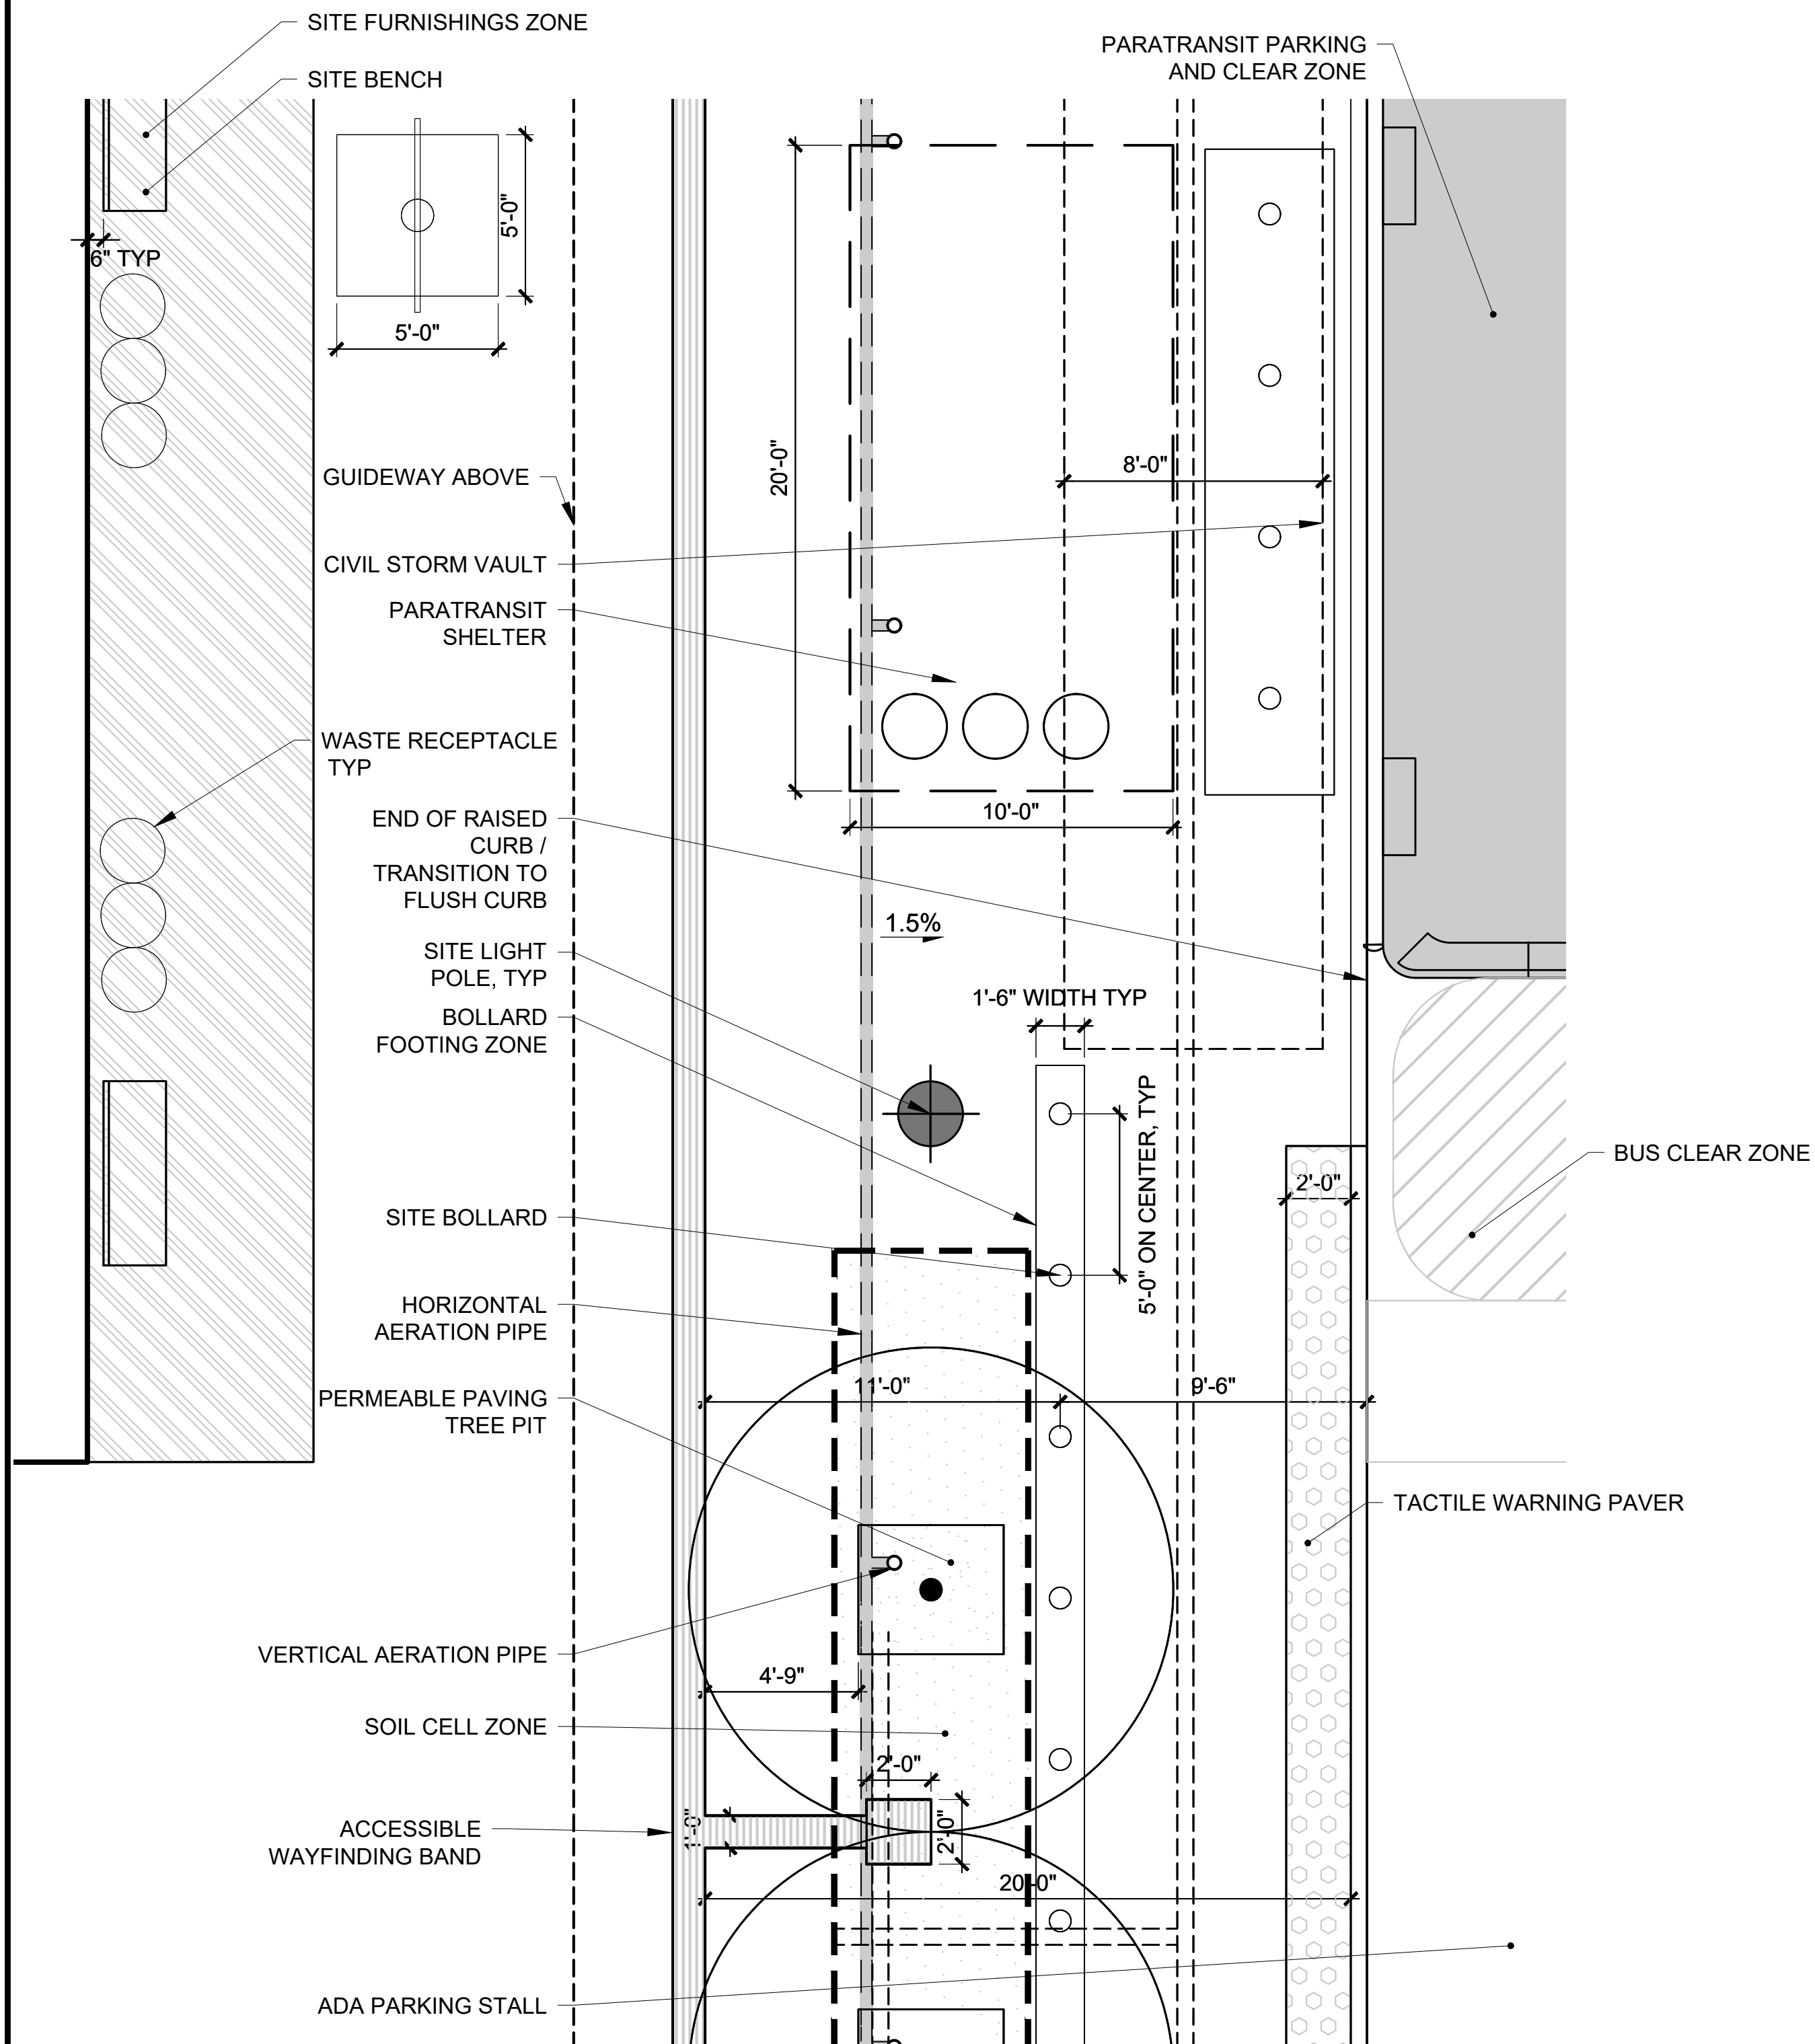 SITE FURNISHINGS ZONE
PARATRANSIT PARKING
AND CLEAR ZONE
SITE BENCH
5'-0"
6" TYP
5'-0"
GUIDEWAY ABOVE
20'-0"
8'-0"
CIVIL STORM VAULT
PARATRANSIT
SHELTER
WASTE RECEPTACLE
TYP
END OF RAISED
CURB /
TRANSITION TO
FLUSH CURB
10'-0"
1.5%
SITE LIGHT
POLE, TYP
1'-6" WIDTH TYP
BOLLARD
FOOTING ZONE
5'-0" ON CENTER, TYP
BUS CLEAR ZONE
2'-0"
SITE BOLLARD
HORIZONTAL
AERATION PIPE
11'-0"
9'-6"
PERMEABLE PAVING
TREE PIT
TACTILE WARNING PAVER
VERTICAL AERATION PIPE
4'-9"
SOIL CELL ZONE
2'-0"
1'-0"
2'-0"
ACCESSIBLE
WAYFINDING BAND
20'-0"
ADA PARKING STALL